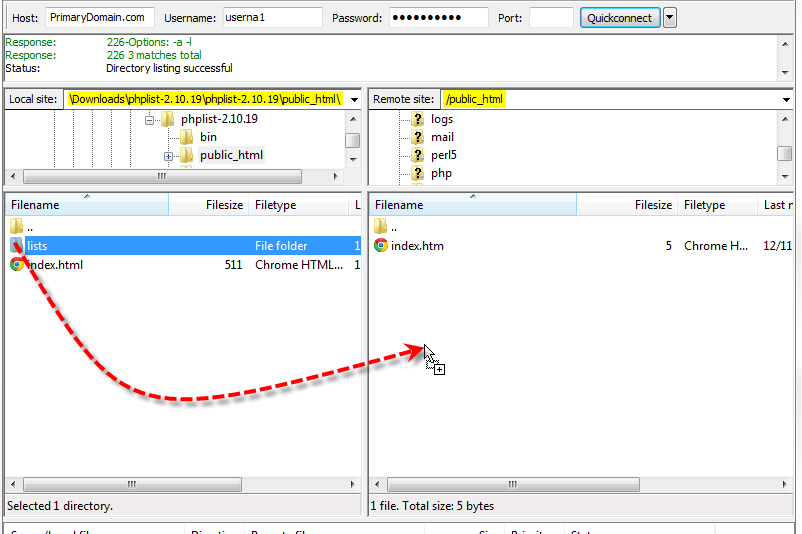 Host: PrimaryDomain.com Username: userna1 Password: ●●●●●●●●●● Port: Quickconnect
Response: 226-Options: -a -l
Response: 226 3 matches total
Status: Directory listing successful
Local site: \Downloads\phplist-2.10.19\phplist-2.10.19\public_html\ Remote site: /public_html
phplist-2.10.19
bin
public_html
? logs
? mail
? perl5
? php
Filename Filesize Filetype L
..
lists File folder 1
index.html 511 Chrome HTML... 1
Selected 1 directory.
Filename Filesize Filetype Last m
..
index.htm 5 Chrome H... 12/11
1 file. Total size: 5 bytes